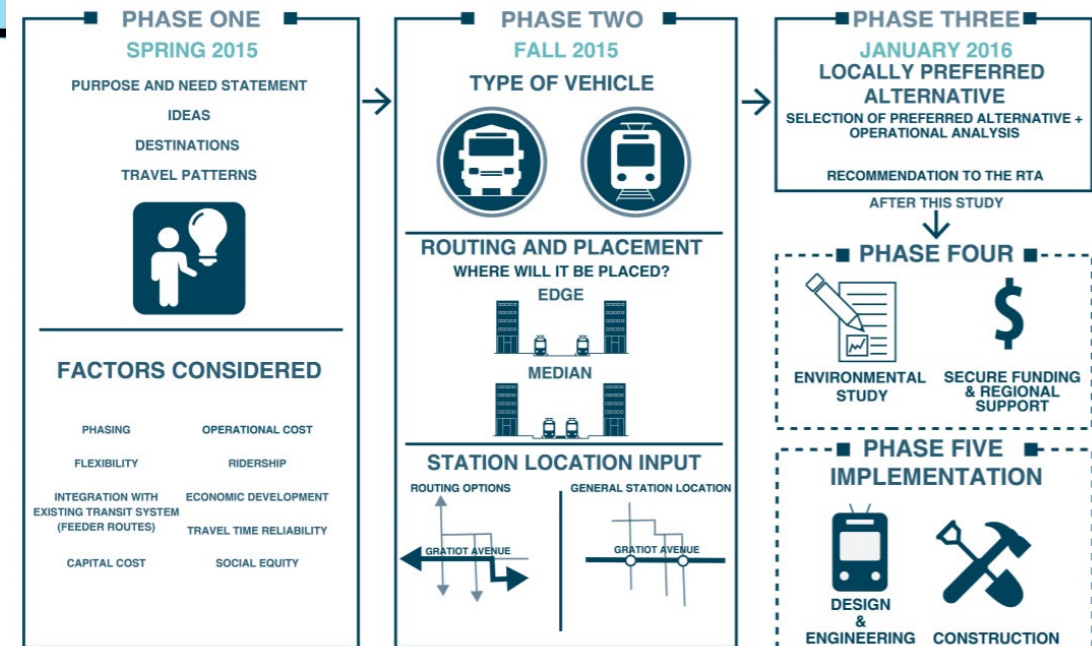 PHASE ONE
SPRING 2015
PURPOSE AND NEED STATEMENT
IDEAS
DESTINATIONS
TRAVEL PATTERNS
FACTORS CONSIDERED
PHASING
OPERATIONAL COST
FLEXIBILITY
RIDERSHIP
INTEGRATION WITH
EXISTING TRANSIT SYSTEM
(FEEDER ROUTES)
ECONOMIC DEVELOPMENT
TRAVEL TIME RELIABILITY
CAPITAL COST
SOCIAL EQUITY
PHASE TWO
FALL 2015
TYPE OF VEHICLE
ROUTING AND PLACEMENT
WHERE WILL IT BE PLACED?
EDGE
MEDIAN
STATION LOCATION INPUT
ROUTING OPTIONS
GRATIOT AVENUE
GENERAL STATION LOCATION
GRATIOT AVENUE
PHASE THREE
JANUARY 2016
LOCALLY PREFERRED
ALTERNATIVE
SELECTION OF PREFERRED ALTERNATIVE +
OPERATIONAL ANALYSIS
RECOMMENDATION TO THE RTA
AFTER THIS STUDY
PHASE FOUR
$
ENVIRONMENTAL
STUDY
SECURE FUNDING
& REGIONAL
SUPPORT
PHASE FIVE
IMPLEMENTATION
DESIGN
&
ENGINEERING
CONSTRUCTION